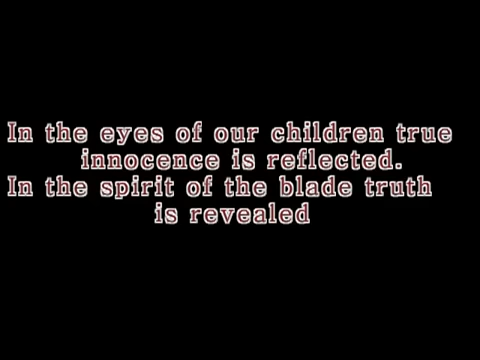 In the eyes of our children true
innocence is reflected.
In the spirit of the blade truth
is revealed